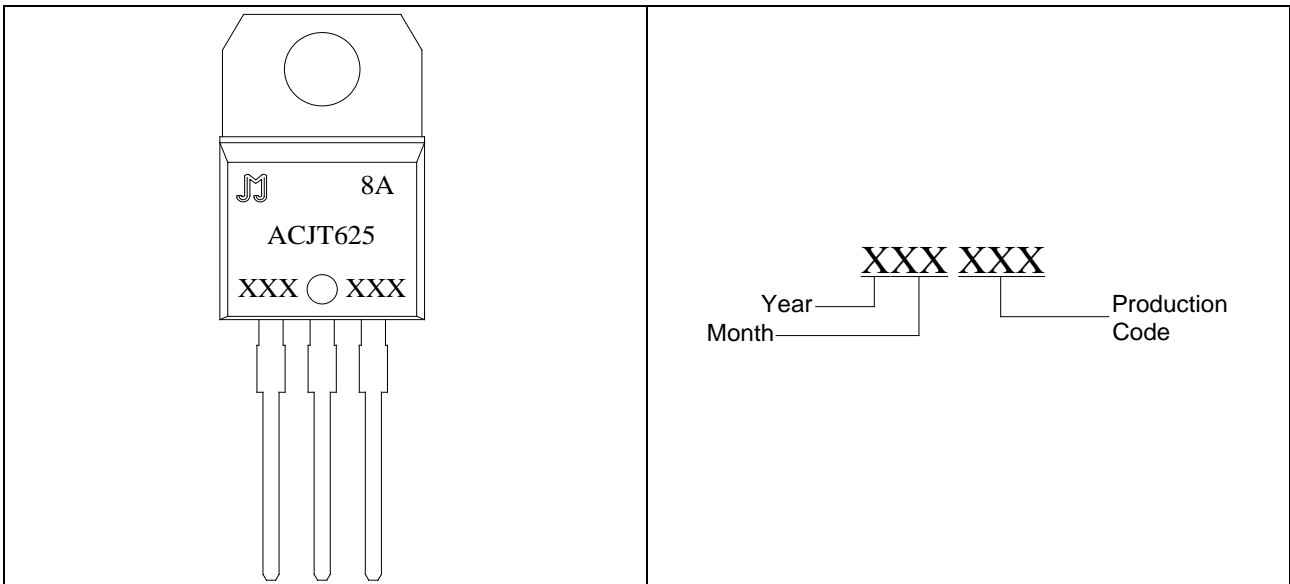 JJ 8A
ACJT625
XXX XXX
XXX XXX
Year
Month
Production
Code